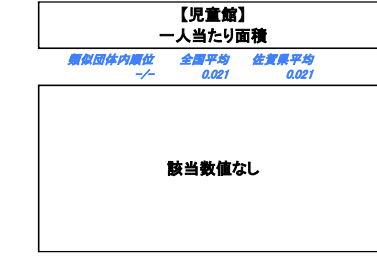 【児童館】
一人当たり面積
類似団体内順位 全国平均 佐賀県平均
-/- 0.021 0.021
該当数値なし